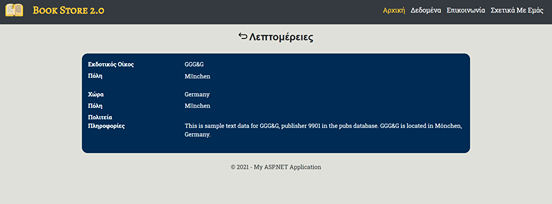 Book Store 2.0
Αρχική Δεδομένα Επικοινωνία Σχετικά Με Εμάς
Λεπτομέρειες
Εκδοτικός Οίκος GGG&G
Πόλη München
Χώρα Germany
Πόλη München
Πολιτεία
Πληροφορίες This is sample text data for GGG&G, publisher 9901 in the pubs database. GGG&G is located in München,
Germany.
© 2021 - My ASP.NET Application